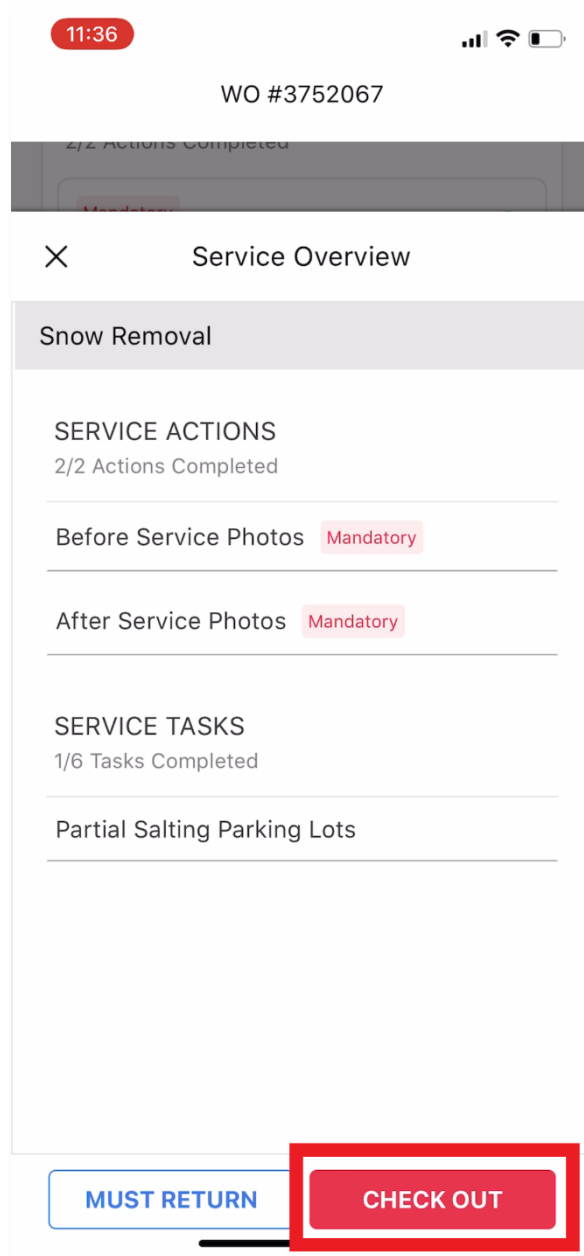 11:36
WO #3752067
2/2 Actions Completed
Mandatory
Service Overview
Snow Removal
SERVICE ACTIONS
2/2 Actions Completed
Before Service Photos Mandatory
After Service Photos Mandatory
SERVICE TASKS
1/6 Tasks Completed
Partial Salting Parking Lots
MUST RETURN CHECK OUT